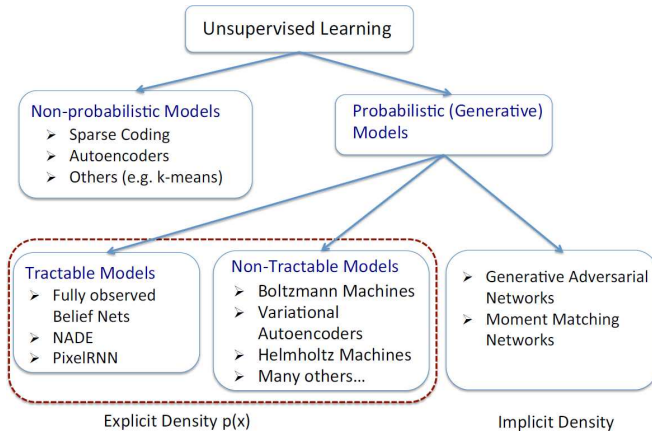 Unsupervised Learning
Non-probabilistic Models
➢ Sparse Coding
➢ Autoencoders
➢ Others (e.g. k-means)
Probabilistic (Generative)
Models
Tractable Models
➢ Fully observed
Belief Nets
➢ NADE
➢ PixelRNN
Non-Tractable Models
➢ Boltzmann Machines
➢ Variational
Autoencoders
➢ Helmholtz Machines
➢ Many others…
➢ Generative Adversarial
Networks
➢ Moment Matching
Networks
Explicit Density p(x)
Implicit Density